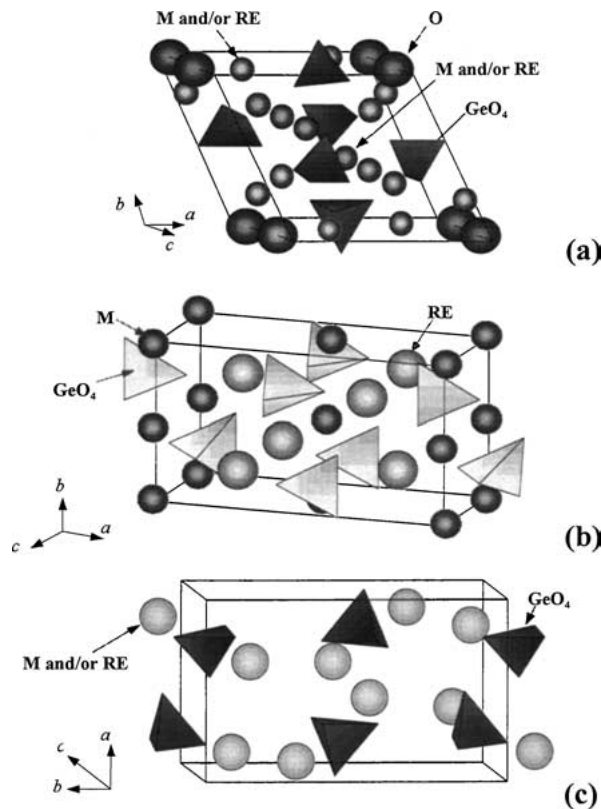 M and/or RE
O
M and/or RE
GeO₄
b
a
c
(a)
M
RE
GeO₄
b
a
c
(b)
GeO₄
M and/or RE
c
a
b
(c)